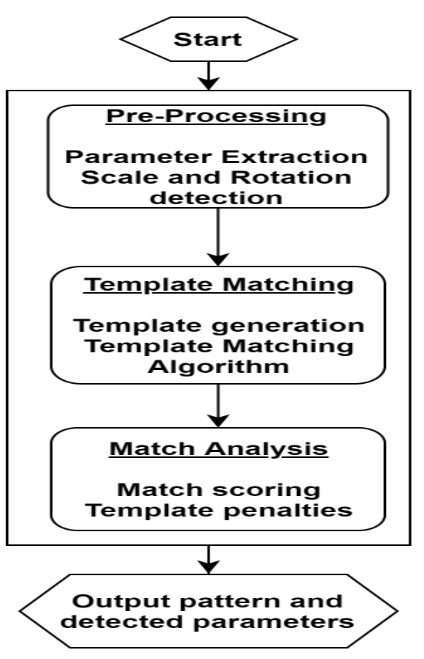 Start
Pre-Processing
Parameter Extraction
Scale and Rotation
detection
Template Matching
Template generation
Template Matching
Algorithm
Match Analysis
Match scoring
Template penalties
Output pattern and
detected parameters